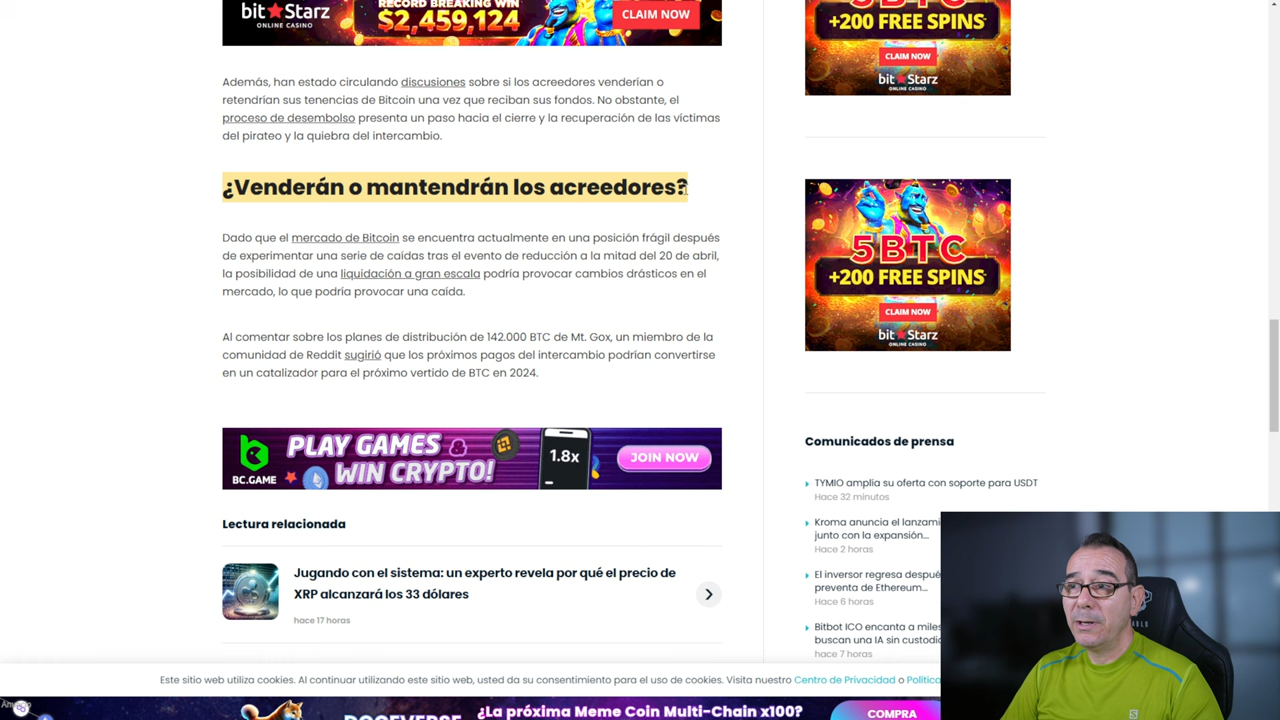 bitStarz
ONLINE CASINO
RECORD BREAKING WIN
$2,459,124
CLAIM NOW
Además, han estado circulando discusiones sobre si los acreedores venderían o
retendrían sus tenencias de Bitcoin una vez que reciban sus fondos. No obstante, el
proceso de desembolso presenta un paso hacia el cierre y la recuperación de las víctimas
del pirateo y la quiebra del intercambio.
¿Venderán o mantendrán los acreedores?
Dado que el mercado de Bitcoin se encuentra actualmente en una posición frágil después
de experimentar una serie de caídas tras el evento de reducción a la mitad del 20 de abril,
la posibilidad de una liquidación a gran escala podría provocar cambios drásticos en el
mercado, lo que podría provocar una caída.
Al comentar sobre los planes de distribución de 142.000 BTC de Mt. Gox, un miembro de la
comunidad de Reddit sugirió que los próximos pagos del intercambio podrían convertirse
en un catalizador para el próximo vertido de BTC en 2024.
BC.GAME
PLAY GAMES &
WIN CRYPTO!
1.8x
JOIN NOW
Lectura relacionada
Jugando con el sistema: un experto revela por qué el precio de
XRP alcanzará los 33 dólares
hace 17 horas
5BTC
+200 FREE SPINS
CLAIM NOW
bitStarz
ONLINE CASINO
5BTC
+200 FREE SPINS
CLAIM NOW
bitStarz
ONLINE CASINO
Comunicados de prensa
TYMIO amplía su oferta con soporte para USDT
Hace 32 minutos
Kroma anuncia el
junto con la expansión...
Hace 2 horas
El inversor regresa
preventa de Ethereum...
Hace 6 horas
Bitbot ICO encanta a
buscan una IA sin
hace 7 horas
Este sitio web utiliza cookies. Al continuar utilizando este sitio web, usted da su consentimiento para el uso de cookies. Visita nuestro Centro de Privacidad o
DOGEVERSE
¿La próxima Meme Coin Multi-Chain x100?
COMPRA